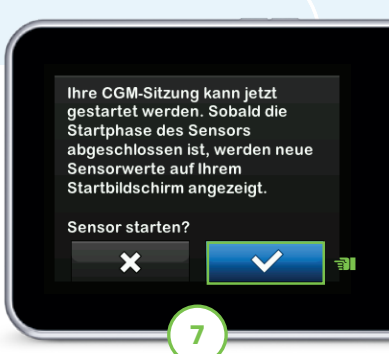 Ihre CGM-Sitzung kann jetzt
gestartet werden. Sobald die
Startphase des Sensors
abgeschlossen ist, werden neue
Sensorwerte auf Ihrem
Startbildschirm angezeigt.
Sensor starten?
7